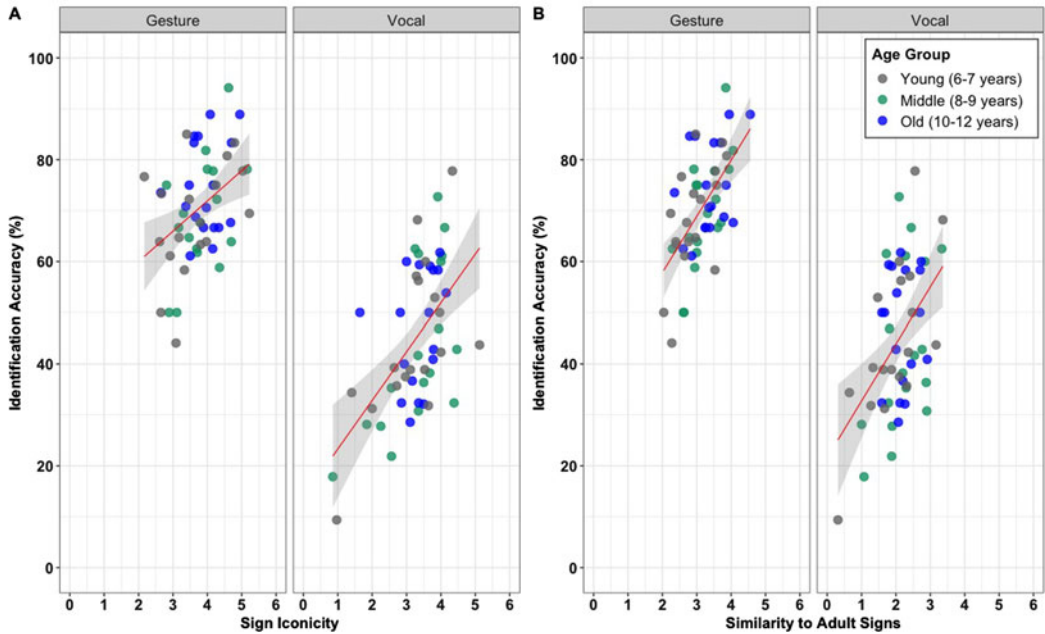 A
Gesture
Vocal
B
Gesture
Vocal
Identification Accuracy (%)
100
80
60
40
20
0
0 1 2 3 4 5 6
0 1 2 3 4 5 6
Sign Iconicity
Identification Accuracy (%)
100
80
60
40
20
0
0 1 2 3 4 5 6
0 1 2 3 4 5 6
Similarity to Adult Signs
Age Group
Young (6-7 years)
Middle (8-9 years)
Old (10-12 years)